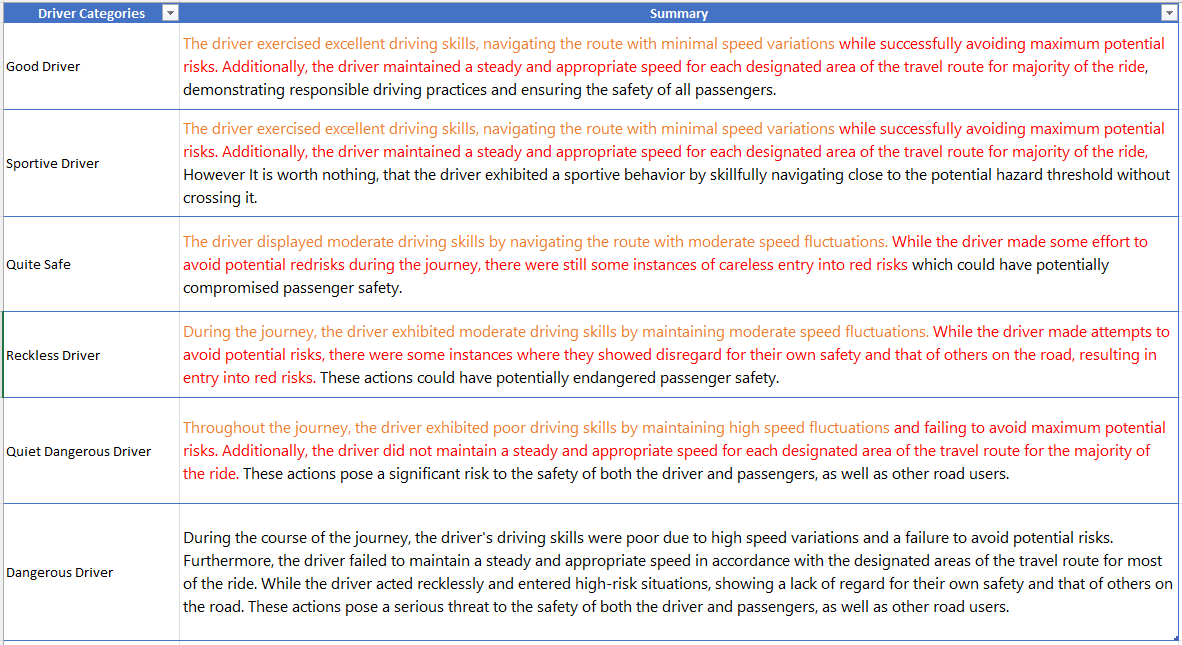 Driver Categories Summary
Good Driver
The driver exercised excellent driving skills, navigating the route with minimal speed variations while successfully avoiding maximum potential
risks. Additionally, the driver maintained a steady and appropriate speed for each designated area of the travel route for majority of the ride,
demonstrating responsible driving practices and ensuring the safety of all passengers.
Sportive Driver
The driver exercised excellent driving skills, navigating the route with minimal speed variations while successfully avoiding maximum potential
risks. Additionally, the driver maintained a steady and appropriate speed for each designated area of the travel route for majority of the ride,
However It is worth nothing, that the driver exhibited a sportive behavior by skillfully navigating close to the potential hazard threshold without
crossing it.
Quite Safe
The driver displayed moderate driving skills by navigating the route with moderate speed fluctuations. While the driver made some effort to
avoid potential redrisks during the journey, there were still some instances of careless entry into red risks which could have potentially
compromised passenger safety.
Reckless Driver
During the journey, the driver exhibited moderate driving skills by maintaining moderate speed fluctuations. While the driver made attempts to
avoid potential risks, there were some instances where they showed disregard for their own safety and that of others on the road, resulting in
entry into red risks. These actions could have potentially endangered passenger safety.
Quiet Dangerous Driver
Throughout the journey, the driver exhibited poor driving skills by maintaining high speed fluctuations and failing to avoid maximum potential
risks. Additionally, the driver did not maintain a steady and appropriate speed for each designated area of the travel route for the majority of
the ride. These actions pose a significant risk to the safety of both the driver and passengers, as well as other road users.
Dangerous Driver
During the course of the journey, the driver's driving skills were poor due to high speed variations and a failure to avoid potential risks.
Furthermore, the driver failed to maintain a steady and appropriate speed in accordance with the designated areas of the travel route for most
of the ride. While the driver acted recklessly and entered high-risk situations, showing a lack of regard for their own safety and that of others on
the road. These actions pose a serious threat to the safety of both the driver and passengers, as well as other road users.